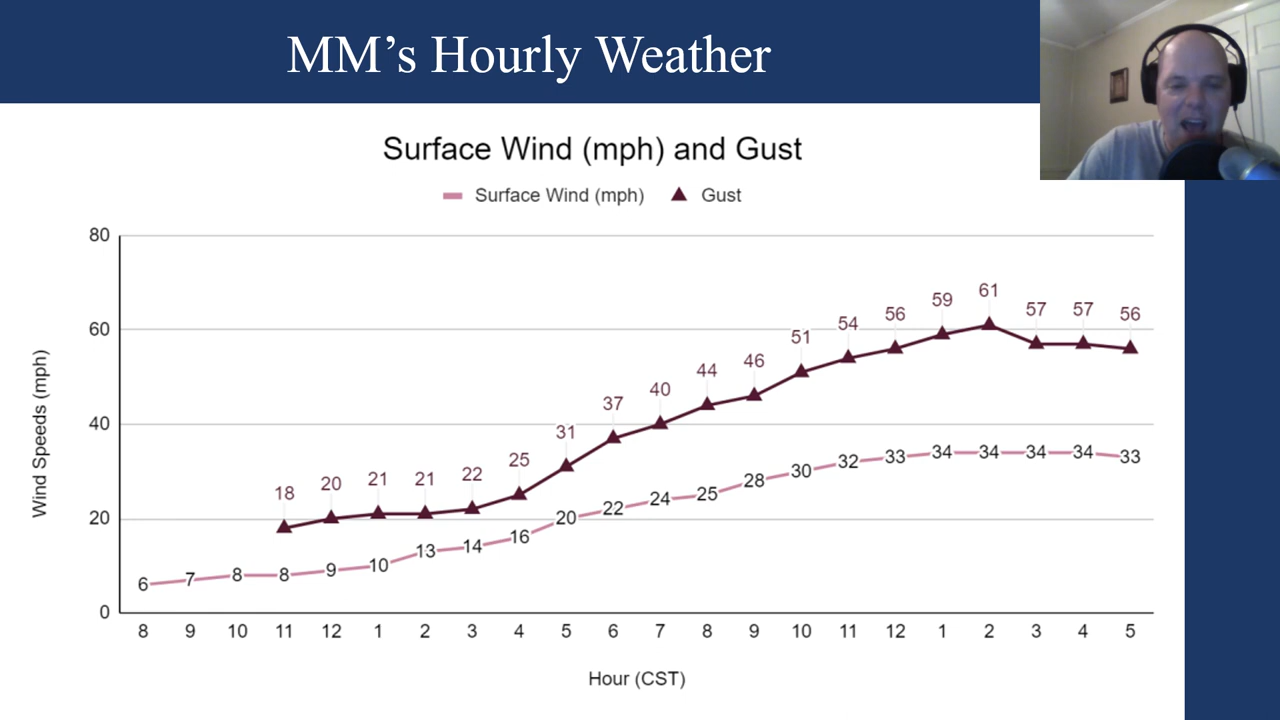 MM’s Hourly Weather
Surface Wind (mph) and Gust
Surface Wind (mph) Gust
Wind Speeds (mph)
80
60
40
20
0
18 20 21 21 22 25 31 37 40 44 46 51 54 56 59 61 57 57 56
6 7 8 8 9 10 13 14 16 20 22 24 25 28 30 32 33 34 34 34 34 33
8 9 10 11 12 1 2 3 4 5 6 7 8 9 10 11 12 1 2 3 4 5
Hour (CST)